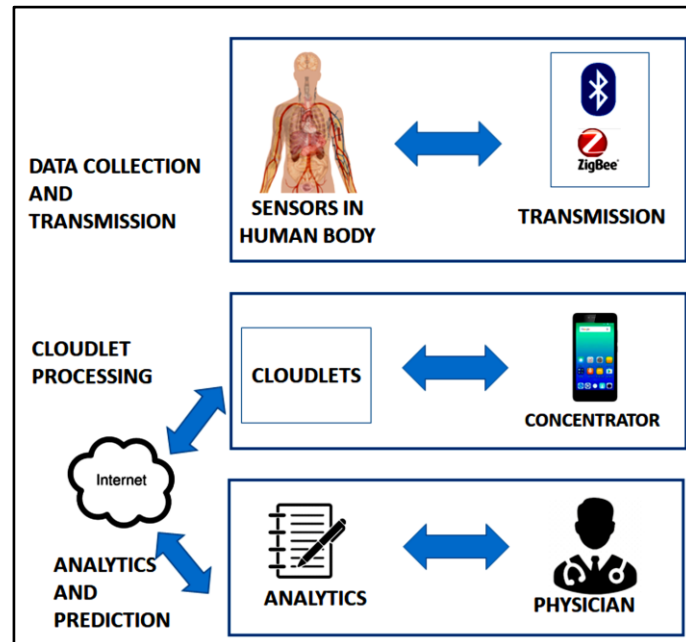 DATA COLLECTION
AND
TRANSMISSION
SENSORS IN
HUMAN BODY
ZigBee
TRANSMISSION
CLOUDLET
PROCESSING
CLOUDLETS
CONCENTRATOR
Internet
ANALYTICS
AND
PREDICTION
ANALYTICS
PHYSICIAN